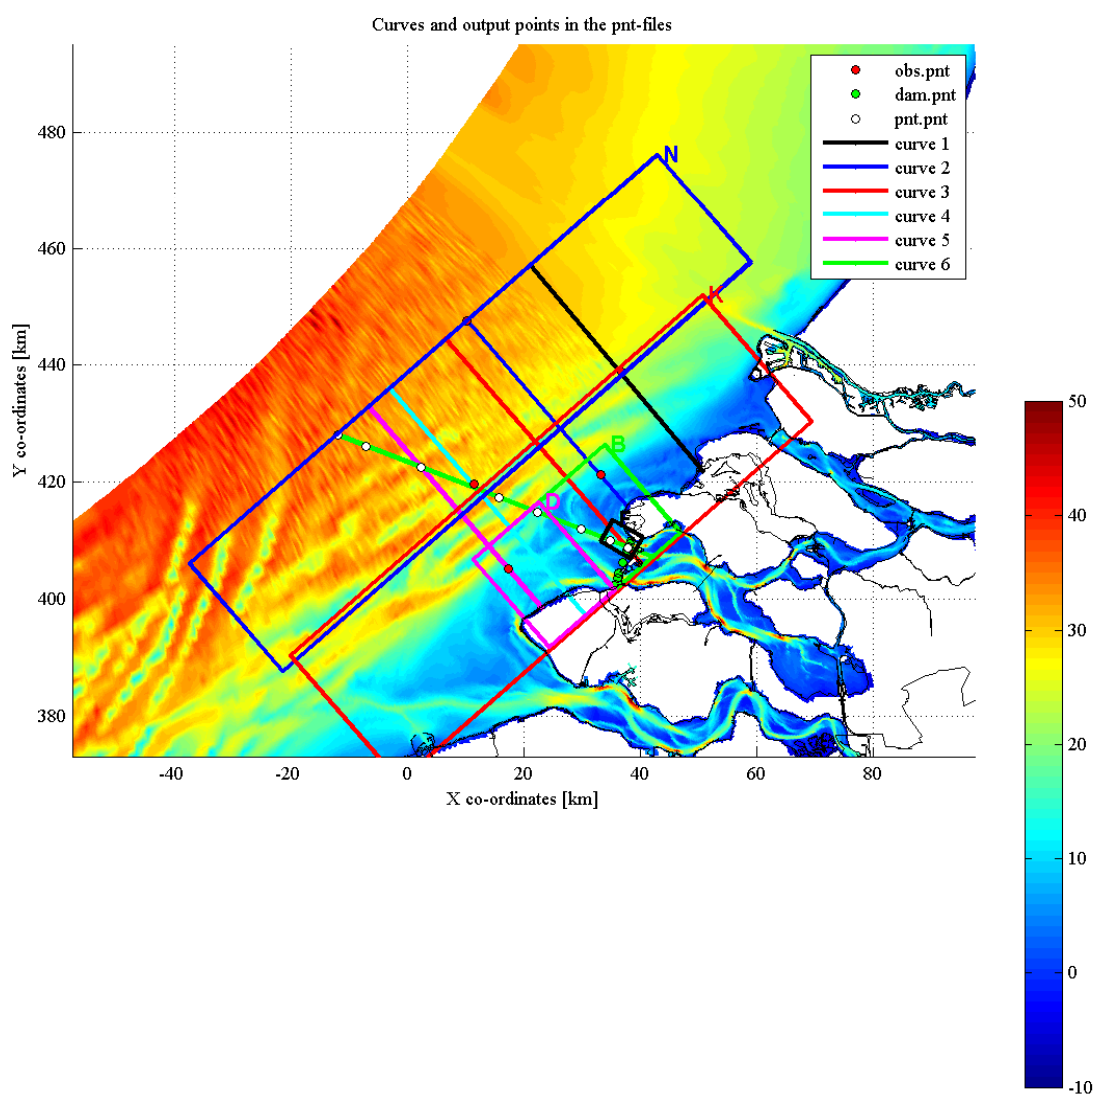 Curves and output points in the pnt-files
obs.pnt
dam.pnt
pnt.pnt
curve 1
curve 2
curve 3
curve 4
curve 5
curve 6
N
K
B
D
480
460
440
420
400
380
-40
-20
0
20
40
60
80
Y co-ordinates [km]
X co-ordinates [km]
50
40
30
20
10
0
-10